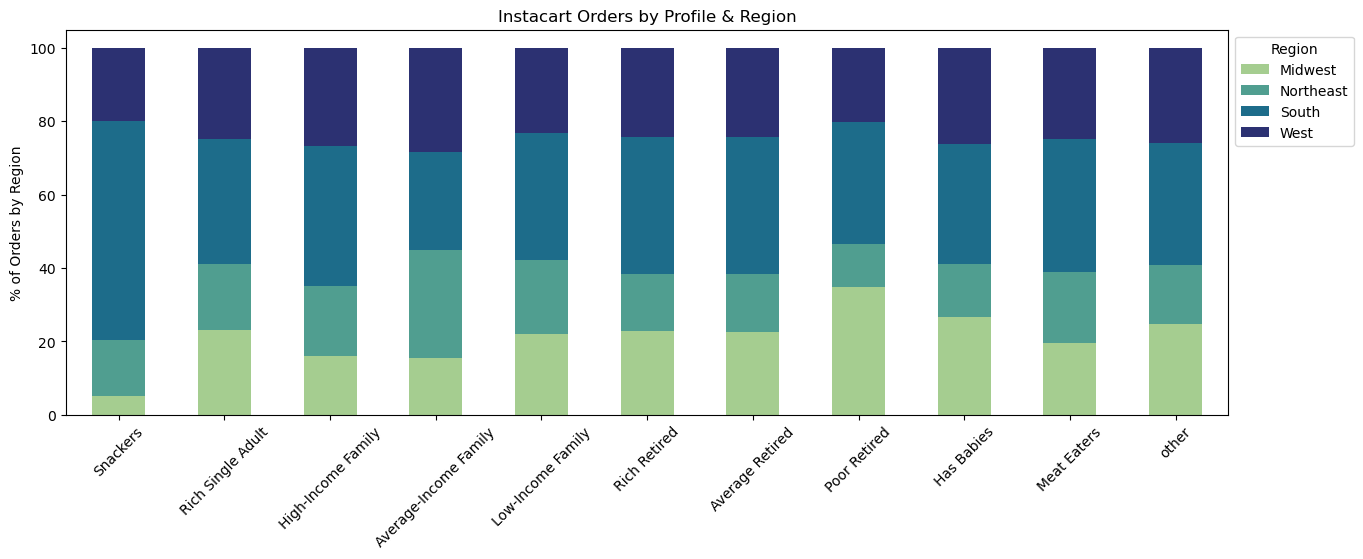 Instacart Orders by Profile & Region
% of Orders by Region
100
80
60
40
20
0
Snackers
Rich Single Adult
High-Income Family
Average-Income Family
Low-Income Family
Rich Retired
Average Retired
Poor Retired
Has Babies
Meat Eaters
other
Region
Midwest
Northeast
South
West